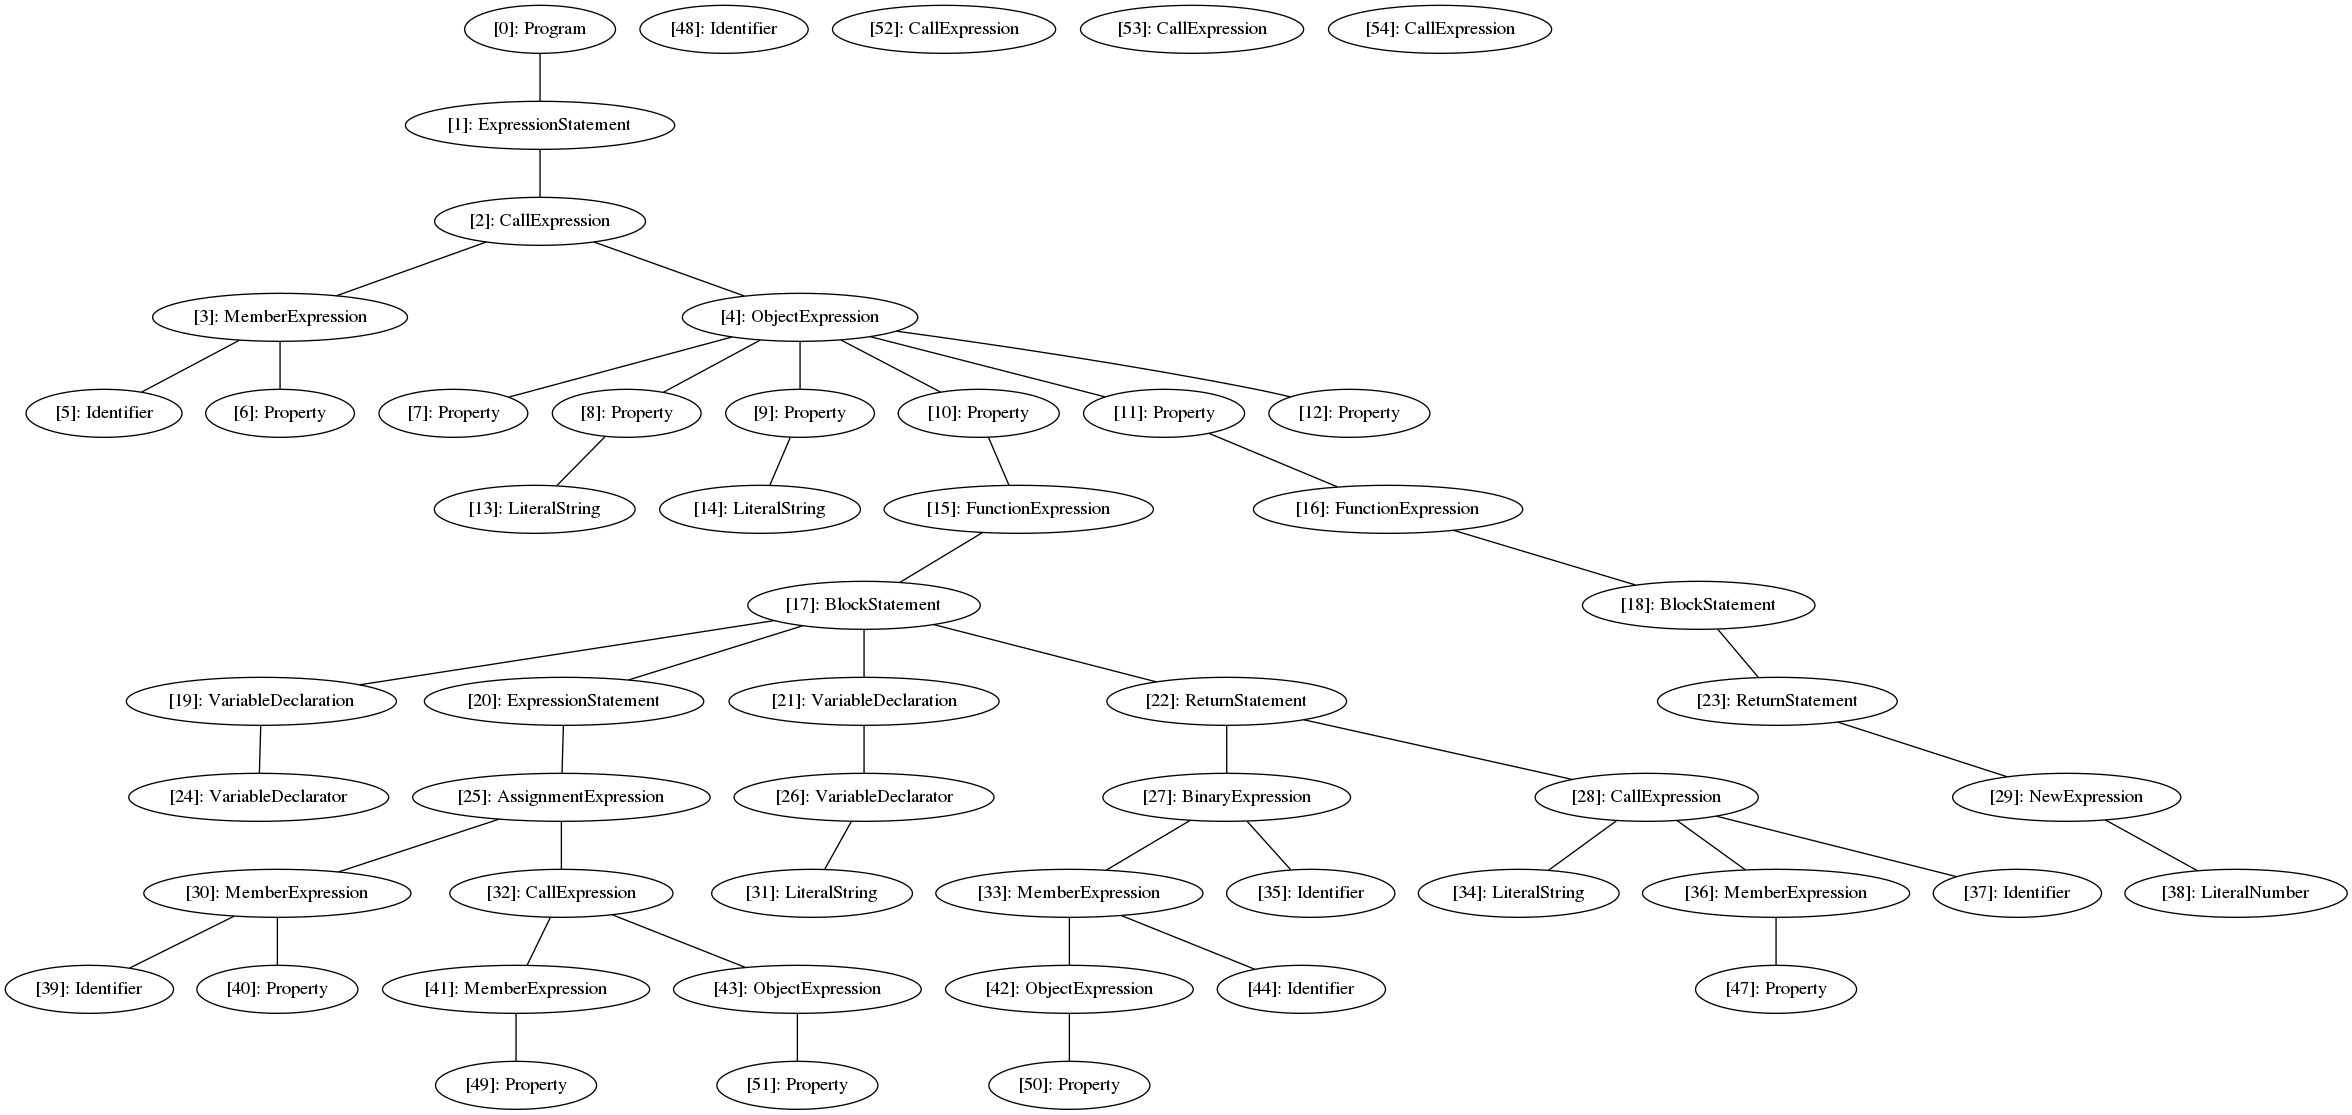 [0]: Program
[48]: Identifier
[52]: CallExpression
[53]: CallExpression
[54]: CallExpression
[1]: ExpressionStatement
[2]: CallExpression
[3]: MemberExpression
[4]: ObjectExpression
[5]: Identifier
[6]: Property
[7]: Property
[8]: Property
[9]: Property
[10]: Property
[11]: Property
[12]: Property
[13]: LiteralString
[14]: LiteralString
[15]: FunctionExpression
[16]: FunctionExpression
[17]: BlockStatement
[18]: BlockStatement
[19]: VariableDeclaration
[20]: ExpressionStatement
[21]: VariableDeclaration
[22]: ReturnStatement
[23]: ReturnStatement
[24]: VariableDeclarator
[25]: AssignmentExpression
[26]: VariableDeclarator
[27]: BinaryExpression
[28]: CallExpression
[29]: NewExpression
[30]: MemberExpression
[32]: CallExpression
[31]: LiteralString
[33]: MemberExpression
[35]: Identifier
[34]: LiteralString
[36]: MemberExpression
[37]: Identifier
[38]: LiteralNumber
[39]: Identifier
[40]: Property
[41]: MemberExpression
[43]: ObjectExpression
[42]: ObjectExpression
[44]: Identifier
[47]: Property
[49]: Property
[51]: Property
[50]: Property